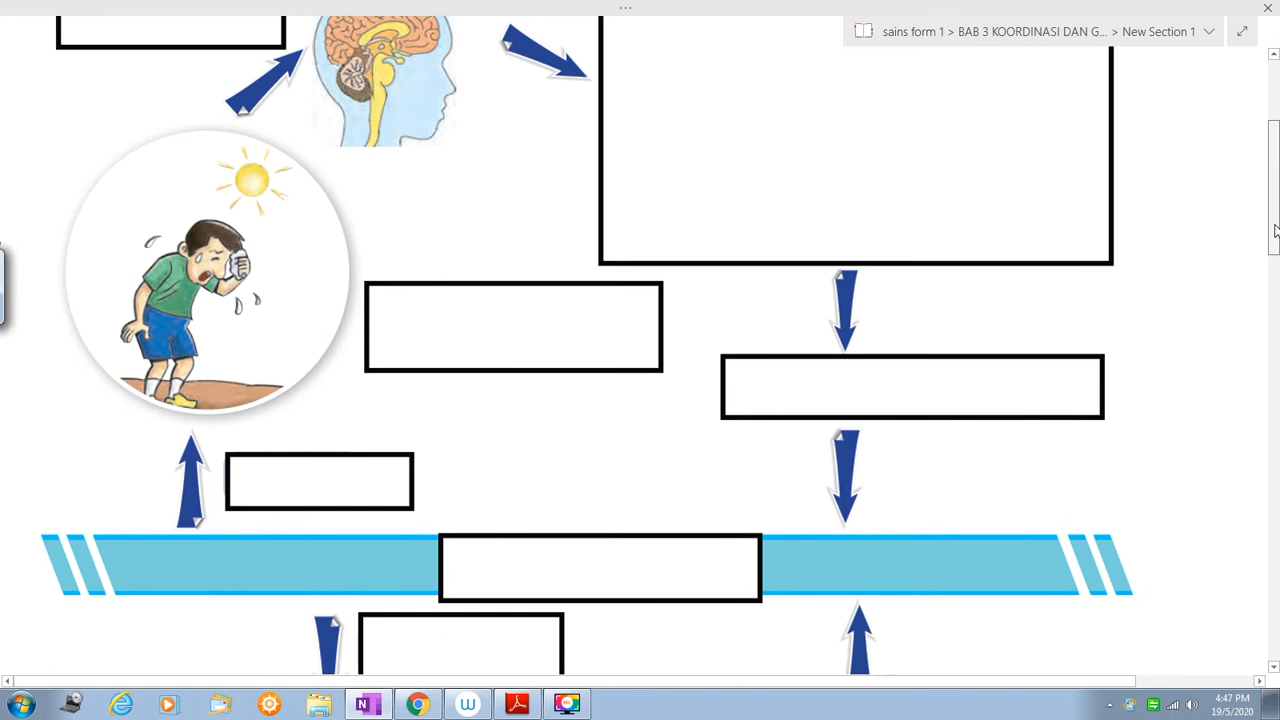 sains form 1 > BAB 3 KOORDINASI DAN G... > New Section 1
4:47 PM
19/5/2020